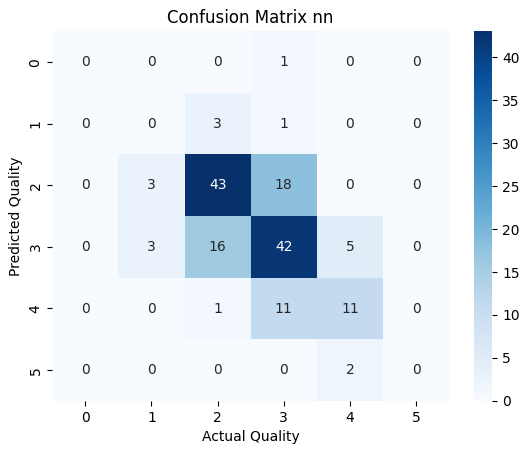 Confusion Matrix nn
Predicted Quality
0 0 0 0 1 0 0
1 0 0 3 1 0 0
2 0 3 43 18 0 0
3 0 3 16 42 5 0
4 0 0 1 11 11 0
5 0 0 0 0 2 0
0 1 2 3 4 5
Actual Quality
40
35
30
25
20
15
10
5
0